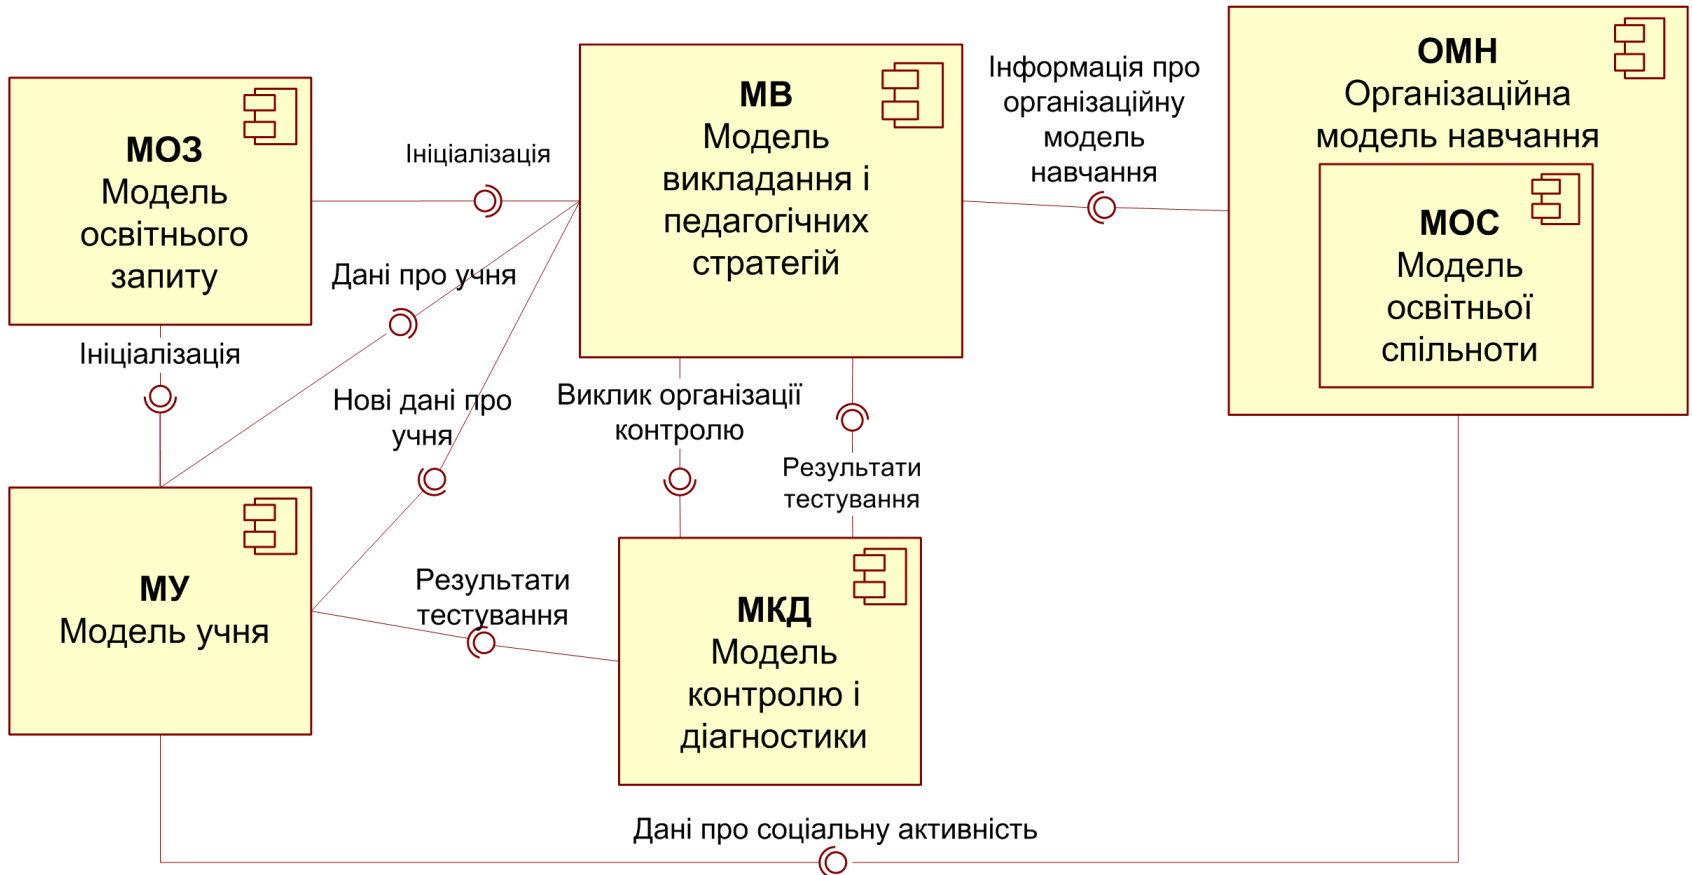 МОЗ
Модель
освітнього
запиту
Ініціалізація
МВ
Модель
викладання і
педагогічних
стратегій
Інформація про
організаційну
модель
навчання
ОМН
Організаційна
модель навчання
МОС
Модель
освітньої
спільноти
Дані про учня
Ініціалізація
Нові дані про
учня
Виклик організації
контролю
Результати
тестування
МУ
Модель учня
Результати
тестування
МКД
Модель
контролю і
діагностики
Дані про соціальну активність